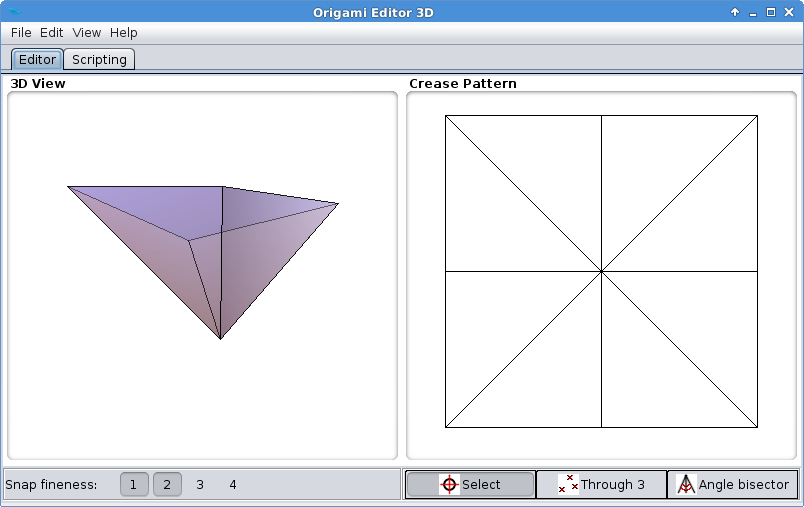 Origami Editor 3D
File Edit View Help
Editor Scripting
3D View
Crease Pattern
Snap fineness: 1 2 3 4
Select
Through 3
Angle bisector